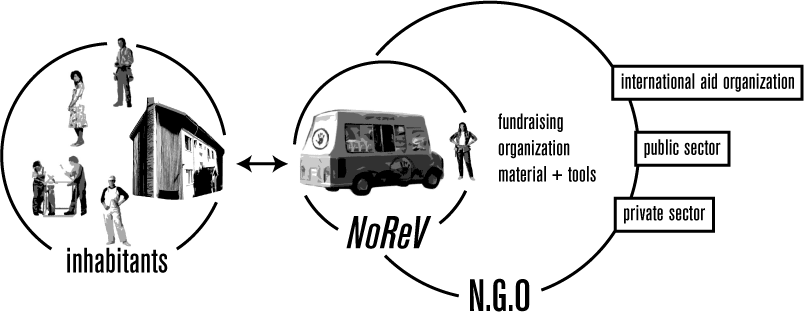 inhabitants
NoReV
fundraising
organization
material + tools
N.G.O
international aid organization
public sector
private sector